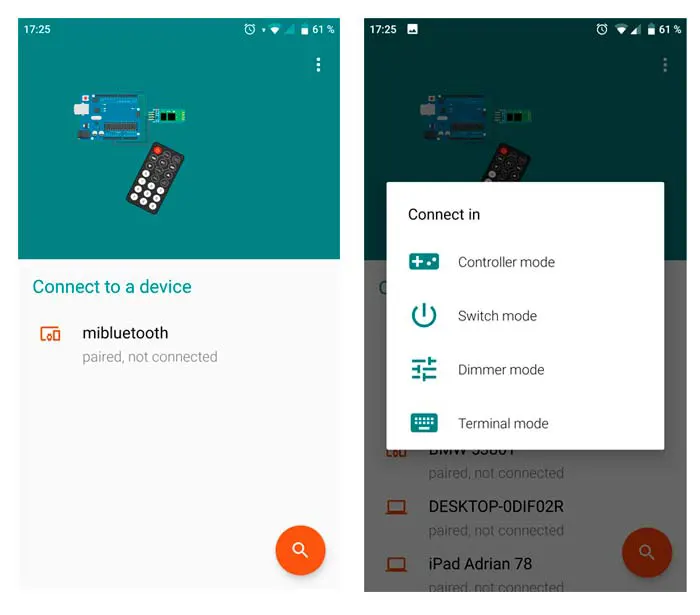 17:25
61 %
Connect to a device
mibluetooth
paired, not connected
17:25
61 %
Connect in
Controller mode
Switch mode
Dimmer mode
Terminal mode
paired, not connected
DESKTOP-0DIF02R
paired, not connected
iPad Adrian 78
paired, not connected